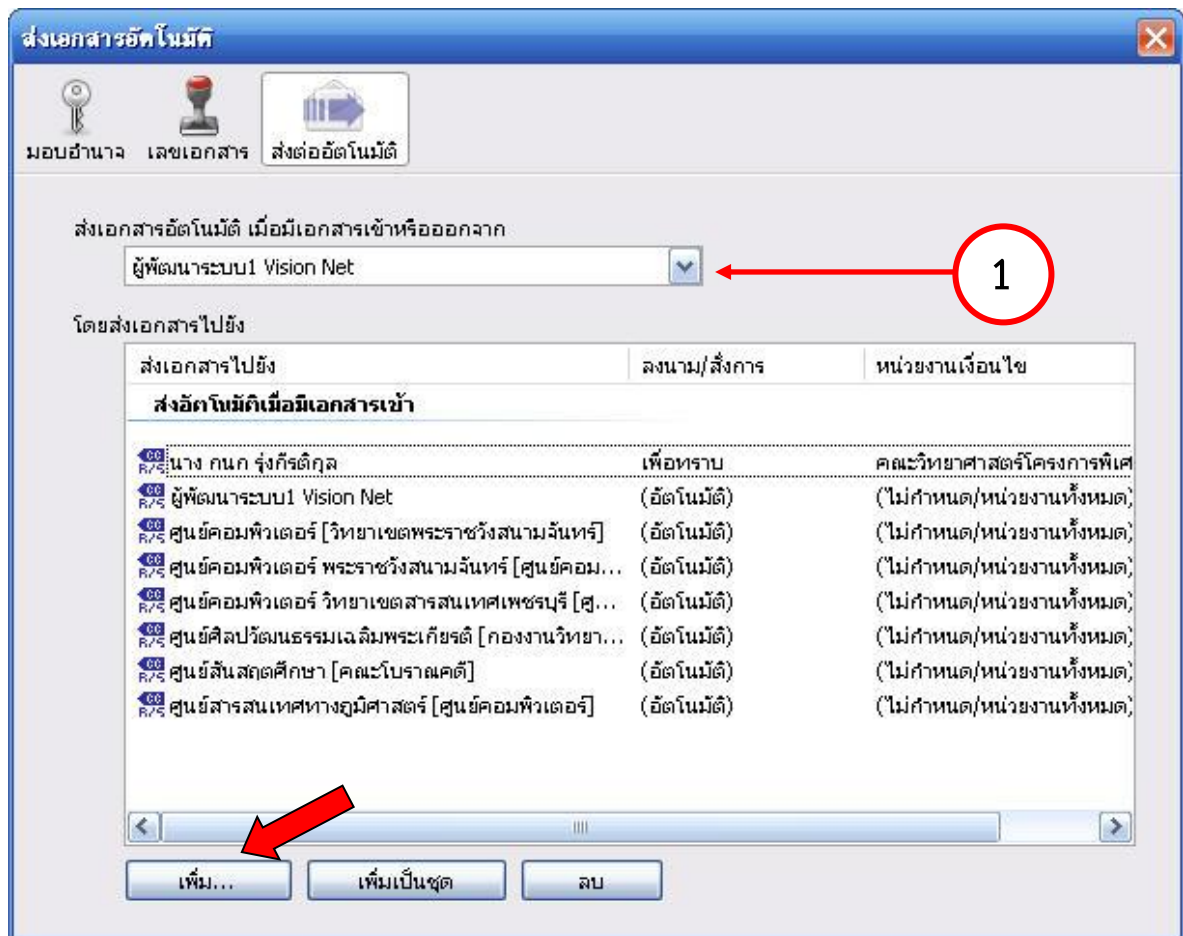 ส่งเอกสารอัตโนมัติ
มอบอำนาจ เลขเอกสาร ส่งต่ออัตโนมัติ
ส่งเอกสารอัตโนมัติ เมื่อมีเอกสารเข้าหรือออกจาก
ผู้พัฒนาระบบ1 Vision Net
1
โดยส่งเอกสารไปยัง
ส่งเอกสารไปยัง ลงนาม/สั่งการ หน่วยงานเงื่อนไข
ส่งอัตโนมัติเมื่อมีเอกสารเข้า
นาง กนก รุ่งกีรติกุล เพื่อทราบ คณะวิทยาศาสตร์โครงการพิเศ
ผู้พัฒนาระบบ1 Vision Net (อัตโนมัติ) (ไม่กำหนด/หน่วยงานทั้งหมด)
ศูนย์คอมพิวเตอร์ [วิทยาเขตพระราชวังสนามจันทร์] (อัตโนมัติ) (ไม่กำหนด/หน่วยงานทั้งหมด)
ศูนย์คอมพิวเตอร์ พระราชวังสนามจันทร์ [ศูนย์คอม... (อัตโนมัติ) (ไม่กำหนด/หน่วยงานทั้งหมด)
ศูนย์คอมพิวเตอร์ วิทยาเขตสารสนเทศเพชรบุรี [ศู... (อัตโนมัติ) (ไม่กำหนด/หน่วยงานทั้งหมด)
ศูนย์ศิลปวัฒนธรรมเฉลิมพระเกียรติ [กองงานวิทยา... (อัตโนมัติ) (ไม่กำหนด/หน่วยงานทั้งหมด)
ศูนย์สันสกฤตศึกษา [คณะโบราณคดี] (อัตโนมัติ) (ไม่กำหนด/หน่วยงานทั้งหมด)
ศูนย์สารสนเทศทางภูมิศาสตร์ [ศูนย์คอมพิวเตอร์] (อัตโนมัติ) (ไม่กำหนด/หน่วยงานทั้งหมด)
เพิ่ม... เพิ่มเป็นชุด ลบ